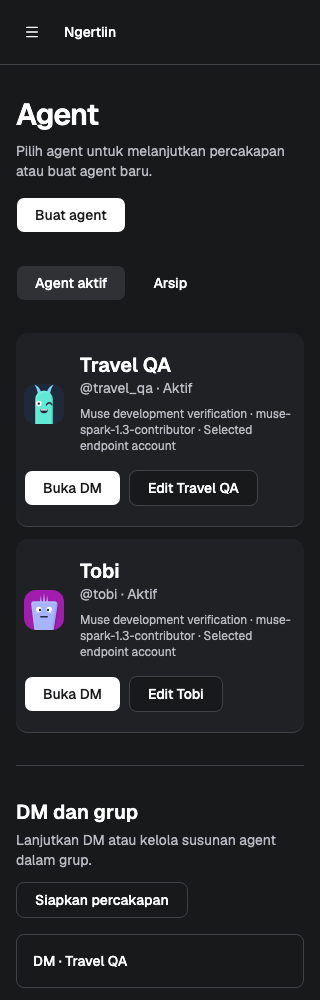 Ngertiin
Agent
Pilih agent untuk melanjutkan percakapan
atau buat agent baru.
Buat agent
Agent aktif
Arsip
Travel QA
@travel_qa · Aktif
Muse development verification · muse-
spark-1.3-contributor · Selected
endpoint account
Buka DM
Edit Travel QA
Tobi
@tobi · Aktif
Muse development verification · muse-
spark-1.3-contributor · Selected
endpoint account
Buka DM
Edit Tobi
DM dan grup
Lanjutkan DM atau kelola susunan agent
dalam grup.
Siapkan percakapan
DM · Travel QA